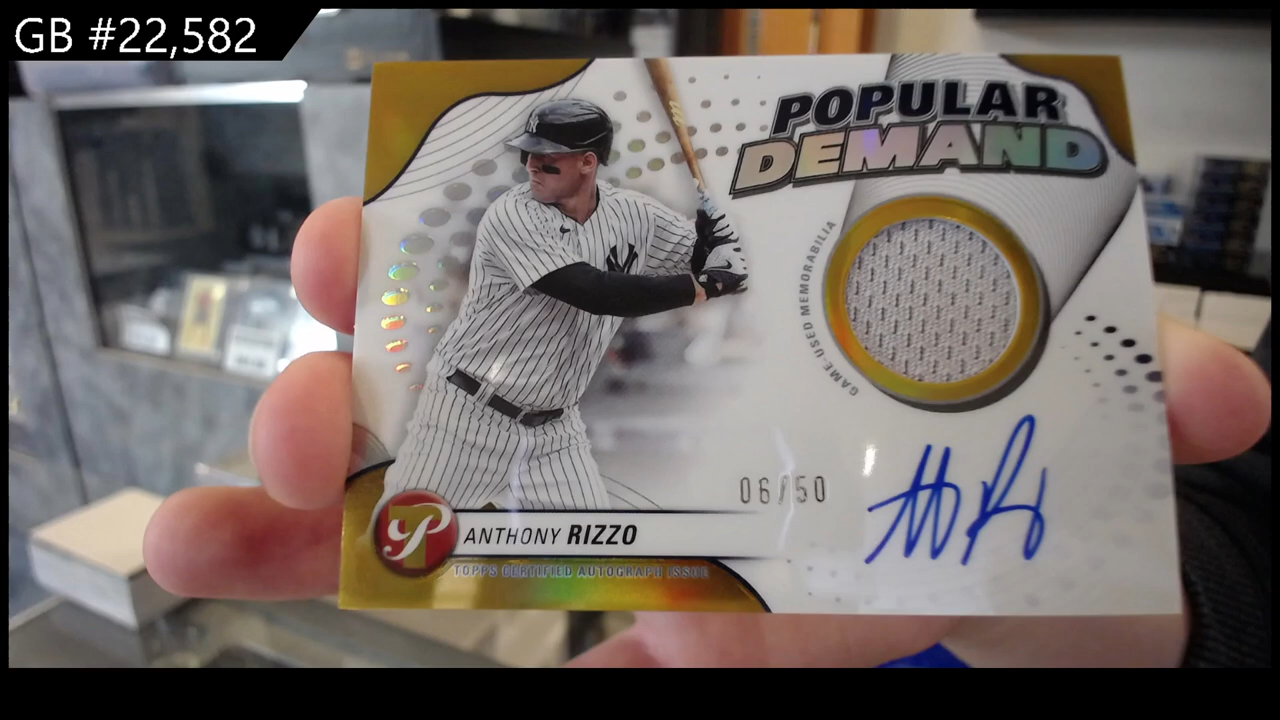 GB #22,582
POPULAR
DEMAND
GAME-USED MEMORABILIA
06/50
ANTHONY RIZZO
TOPPS CERTIFIED AUTOGRAPH ISSUE